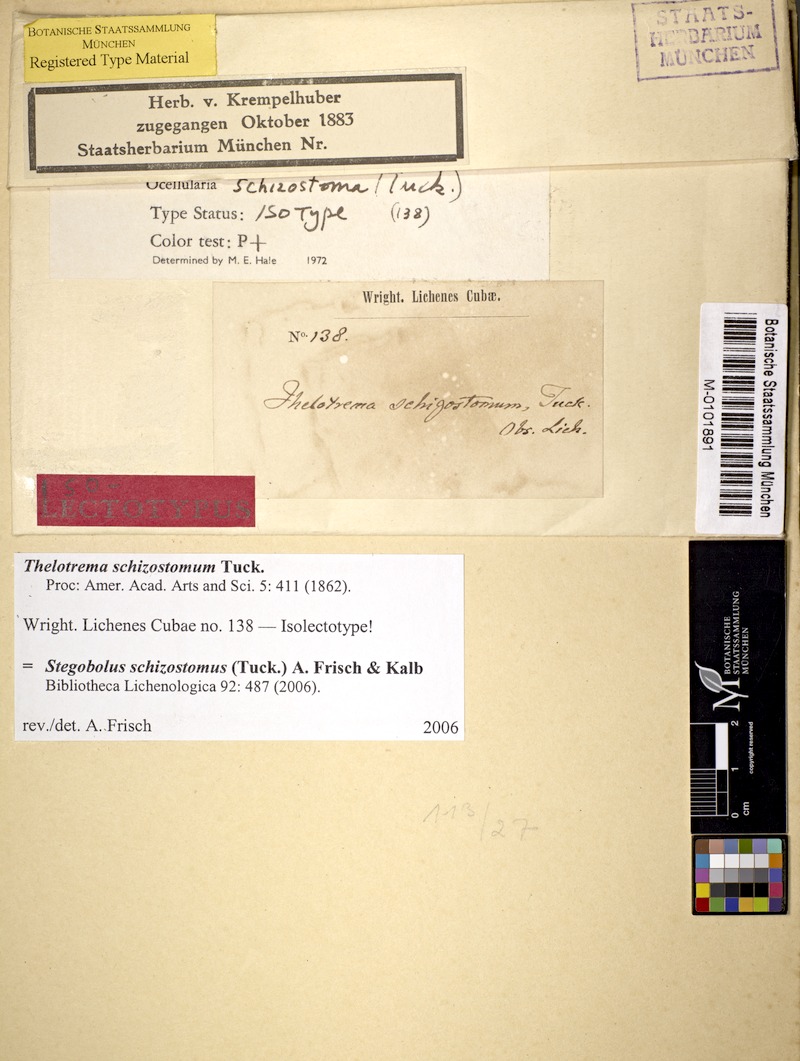 BOTANISCHE STAATSSAMMLUNG
MÜNCHEN
Registered Type Material
STAATS-
HERBARIUM
MÜNCHEN
Herb. v. Krempelhuber
zugegangen Oktober 1883
Staatsherbarium München Nr.
Ocellularia schizostoma (Tuck.)
Type Status: ISOType (138)
Color test: P+
Determined by M. E. Hale 1972
Wright. Lichenes Cubæ.
No. 138.
Thelotrema schizostomum, Tuck.
Obs. Lich.
ISO-
LECTOTYPUS
Botanische Staatssammlung München
M-0101891
Thelotrema schizostomum Tuck.
Proc: Amer. Acad. Arts and Sci. 5: 411 (1862).
Wright. Lichenes Cubae no. 138 — Isolectotype!
= Stegobolus schizostomus (Tuck.) A. Frisch & Kalb
Bibliotheca Lichenologica 92: 487 (2006).
rev./det. A. Frisch 2006
BOTANISCHE
STAATSSAMMLUNG
MÜNCHEN
M
0 1 2
cm
copyright reserved
113/27